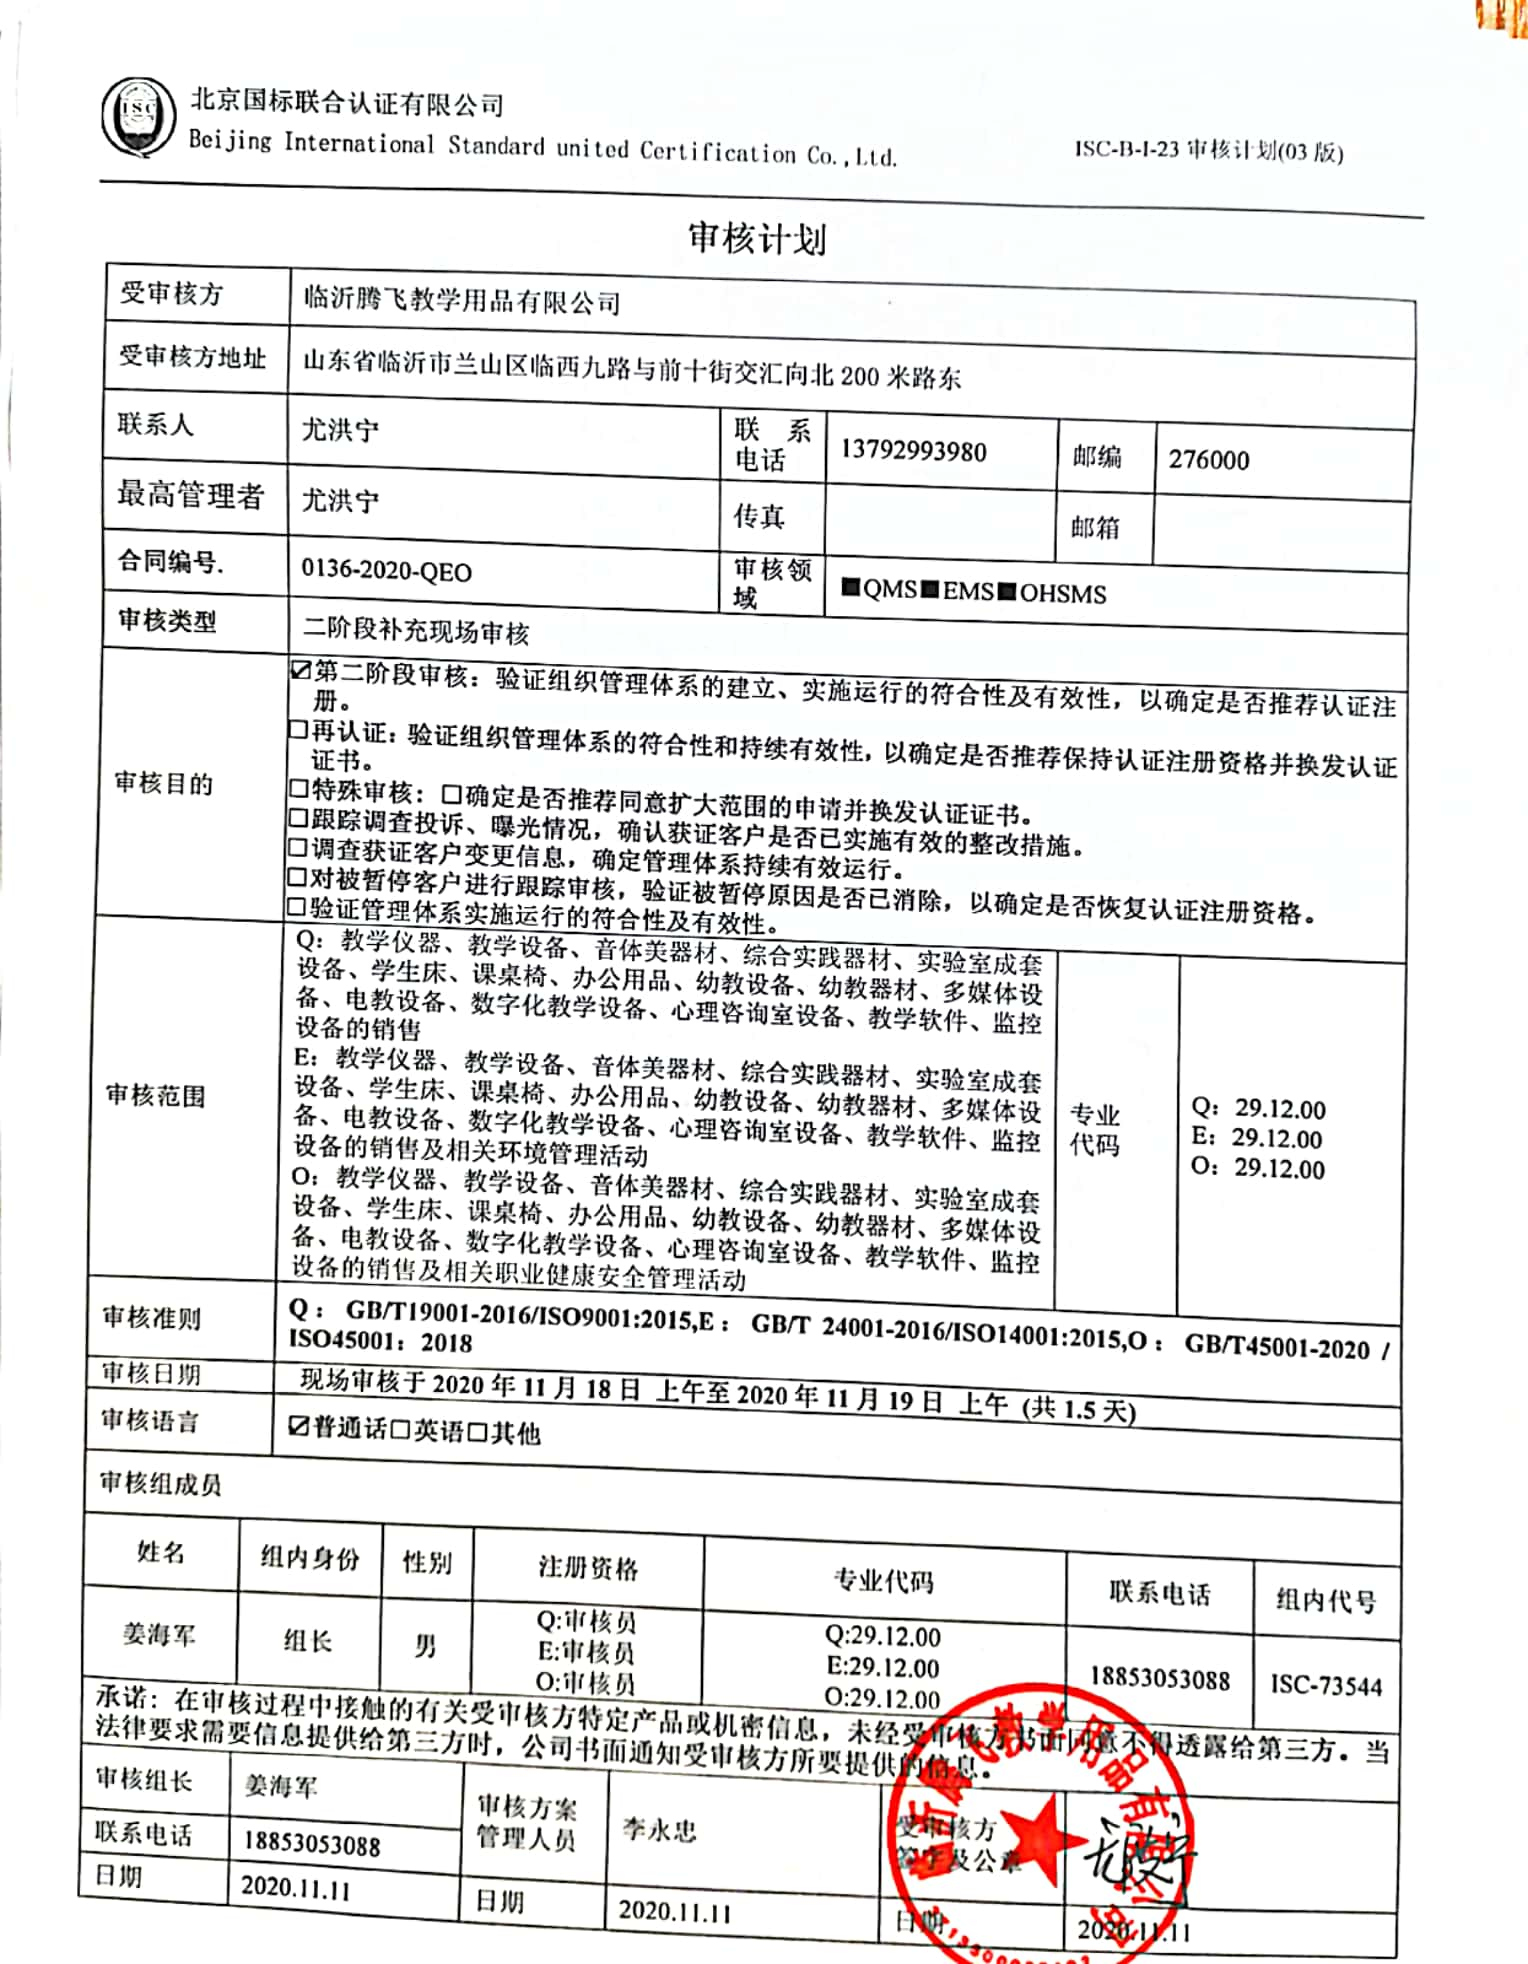 ISC
北京国标联合认证有限公司
Beijing International Standard united Certification Co.,Ltd.
ISC-B-I-23 审核计划(03 版)
审核计划
受审核方 临沂腾飞教学用品有限公司
受审核方地址 山东省临沂市兰山区临西九路与前十街交汇向北 200 米路东
联系人 尤洪宁 联系电话 13792993980 邮编 276000
最高管理者 尤洪宁 传真 邮箱
合同编号. 0136-2020-QEO 审核领域 ■QMS■EMS■OHSMS
审核类型 二阶段补充现场审核
审核目的
☑第二阶段审核：验证组织管理体系的建立、实施运行的符合性及有效性，以确定是否推荐认证注
册。
□再认证：验证组织管理体系的符合性和持续有效性，以确定是否推荐保持认证注册资格并换发认证
证书。
□特殊审核：□确定是否推荐同意扩大范围的申请并换发认证证书。
□跟踪调查投诉、曝光情况，确认获证客户是否已实施有效的整改措施。
□调查获证客户变更信息，确定管理体系持续有效运行。
□对被暂停客户进行跟踪审核，验证被暂停原因是否已消除，以确定是否恢复认证注册资格。
□验证管理体系实施运行的符合性及有效性。
审核范围
Q：教学仪器、教学设备、音体美器材、综合实践器材、实验室成套
设备、学生床、课桌椅、办公用品、幼教设备、幼教器材、多媒体设
备、电教设备、数字化教学设备、心理咨询室设备、教学软件、监控
设备的销售
E：教学仪器、教学设备、音体美器材、综合实践器材、实验室成套
设备、学生床、课桌椅、办公用品、幼教设备、幼教器材、多媒体设
备、电教设备、数字化教学设备、心理咨询室设备、教学软件、监控
设备的销售及相关环境管理活动
O：教学仪器、教学设备、音体美器材、综合实践器材、实验室成套
设备、学生床、课桌椅、办公用品、幼教设备、幼教器材、多媒体设
备、电教设备、数字化教学设备、心理咨询室设备、教学软件、监控
设备的销售及相关职业健康安全管理活动
专业
代码
Q：29.12.00
E：29.12.00
O：29.12.00
审核准则
Q： GB/T19001-2016/ISO9001:2015,E： GB/T 24001-2016/ISO14001:2015,O： GB/T45001-2020 /
ISO45001：2018
审核日期 现场审核于 2020 年 11 月 18 日 上午至 2020 年 11 月 19 日 上午 (共 1.5 天)
审核语言 ☑普通话□英语□其他
审核组成员
姓名 组内身份 性别 注册资格 专业代码 联系电话 组内代号
姜海军 组长 男
Q:审核员
E:审核员
O:审核员
Q:29.12.00
E:29.12.00
O:29.12.00
18853053088 ISC-73544
承诺：在审核过程中接触的有关受审核方特定产品或机密信息，未经受审核方书面同意不得透露给第三方。当
法律要求需要信息提供给第三方时，公司书面通知受审核方所要提供的信息。
审核组长 姜海军
审核方案
管理人员
李永忠
受审核方
签字及公章
尤洪宁
联系电话 18853053088
日期 2020.11.11 日期 2020.11.11 日期 2020.11.11
临沂腾飞教学用品有限公司